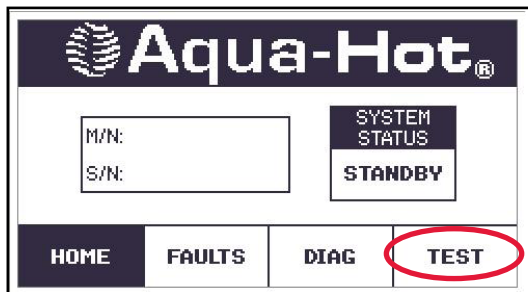 Aqua-Hot®
M/N:
S/N:
SYSTEM
STATUS
STANDBY
HOME FAULTS DIAG TEST